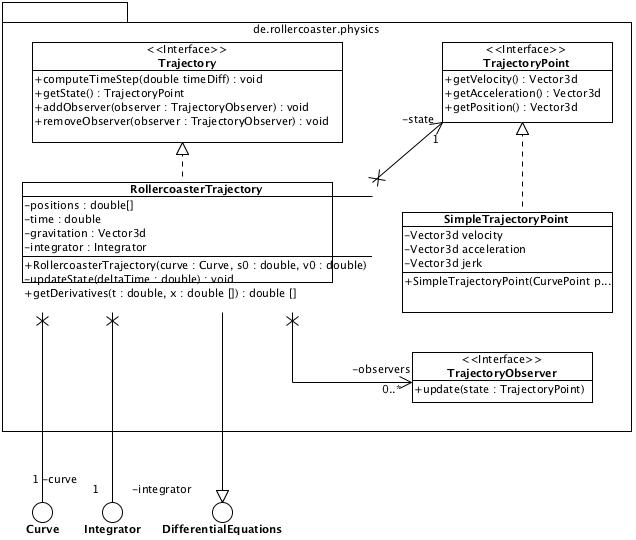 de.rollercoaster.physics
<<Interface>>
Trajectory
+computeTimeStep(double timeDiff) : void
+getState() : TrajectoryPoint
+addObserver(observer : TrajectoryObserver) : void
+removeObserver(observer : TrajectoryObserver) : void
<<Interface>>
TrajectoryPoint
+getVelocity() : Vector3d
+getAcceleration() : Vector3d
+getPosition() : Vector3d
-state
1
RollercoasterTrajectory
-positions : double[]
-time : double
-gravitation : Vector3d
-integrator : Integrator
+RollercoasterTrajectory(curve : Curve, s0 : double, v0 : double)
-updateState(deltaTime : double) : void
+getDerivatives(t : double, x : double []) : double []
SimpleTrajectoryPoint
-Vector3d velocity
-Vector3d acceleration
-Vector3d jerk
+SimpleTrajectoryPoint(CurvePoint p...
-observers
0..*
<<Interface>>
TrajectoryObserver
+update(state : TrajectoryPoint)
1 -curve
1 -integrator
Curve
Integrator
DifferentialEquations